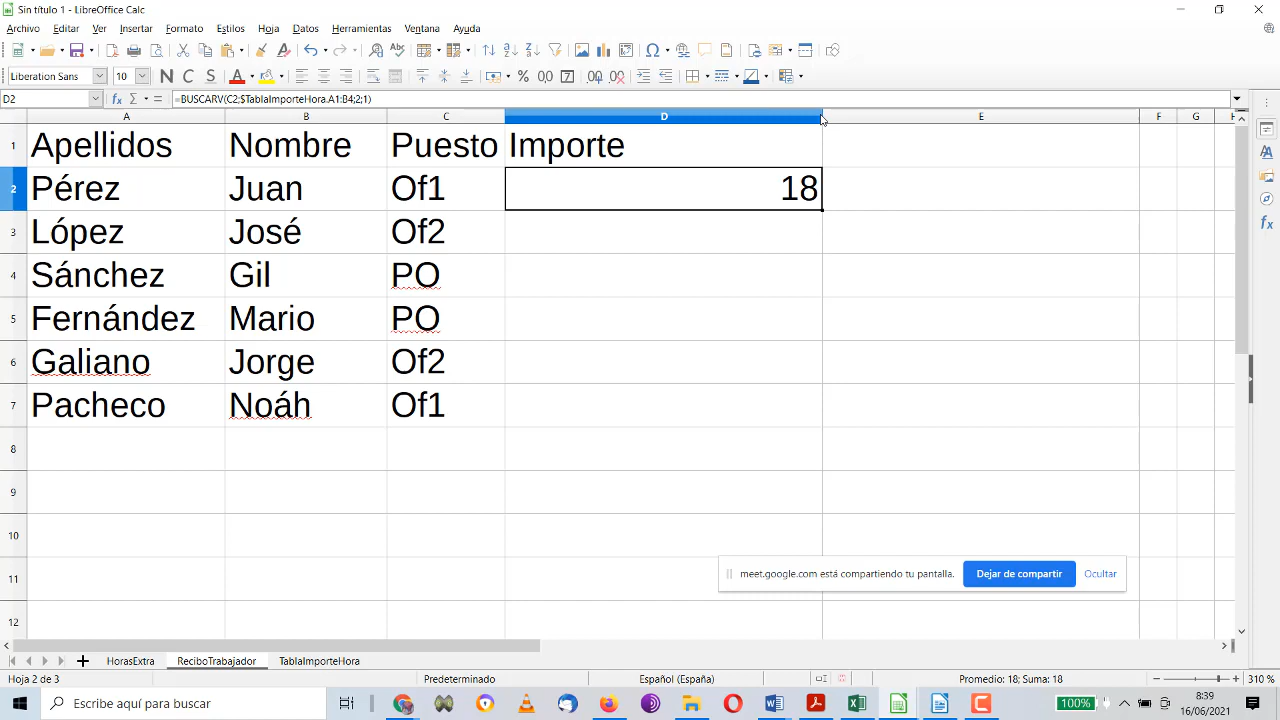 Sin título 1 - LibreOffice Calc
Archivo Editar Ver Insertar Formato Estilos Hoja Datos Herramientas Ventana Ayuda
Liberation Sans 10 N C S
D2 =BUSCARV(C2;$TablaImporteHora.A1:B4;2;1)
A B C D E F G H
1 Apellidos Nombre Puesto Importe
2 Pérez Juan Of1 18
3 López José Of2
4 Sánchez Gil PO
5 Fernández Mario PO
6 Galiano Jorge Of2
7 Pacheco Noáh Of1
8
9
10
11
12
meet.google.com está compartiendo tu pantalla. Dejar de compartir Ocultar
HorasExtra ReciboTrabajador TablaImporteHora
Hoja 2 de 3 Predeterminado Español (España) Promedio: 18; Suma: 18 310 %
Escribe aquí para buscar 100% 8:39
16/06/2021